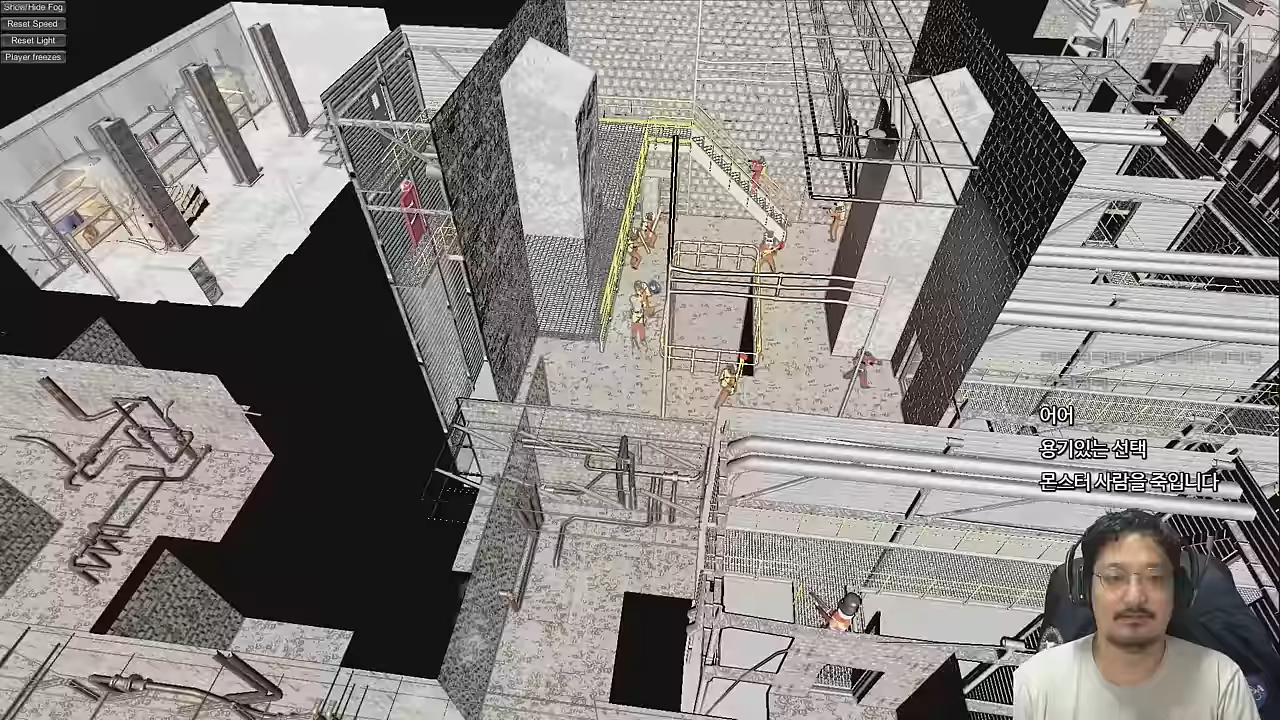 Show/Hide Fog
Reset Speed
Reset Light
Player freezes
어어
용기있는 선택
몬스터 사람을 죽입니다